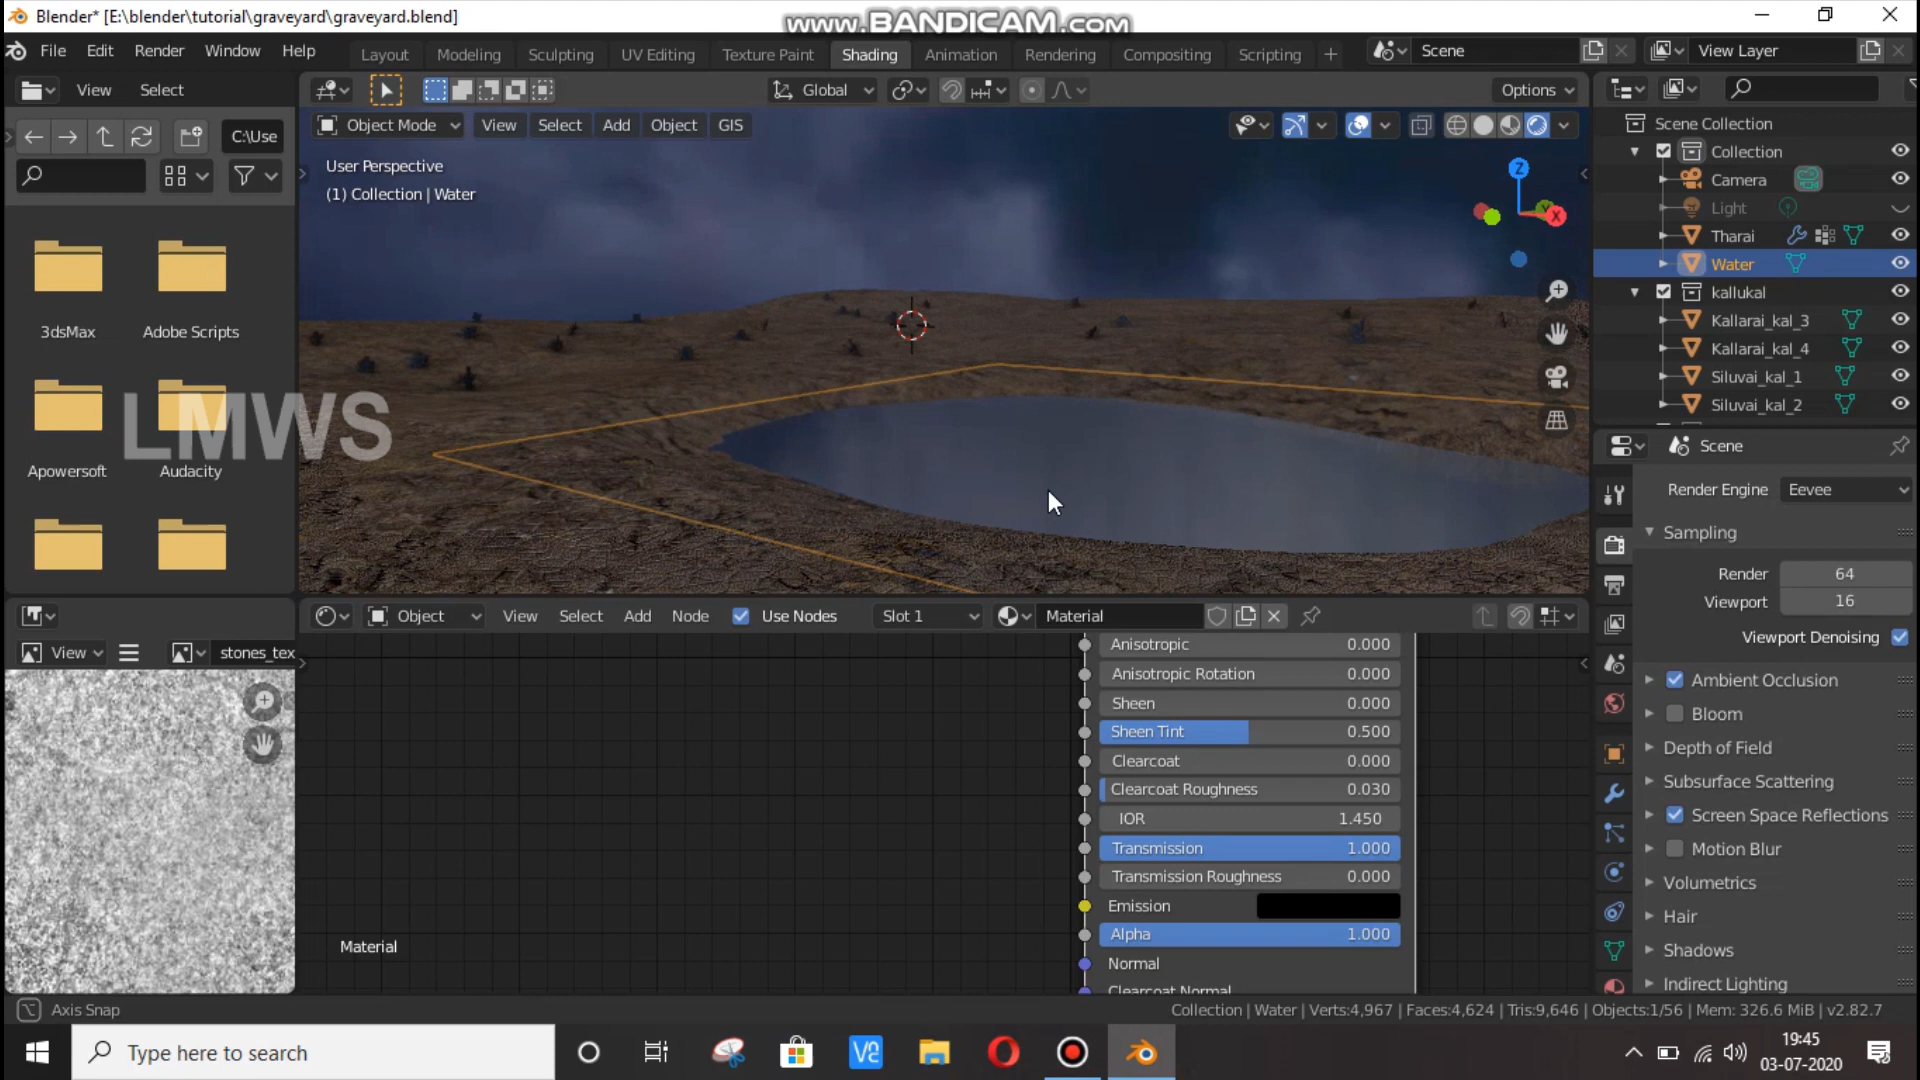 Blender* [E:\blender\tutorial\graveyard\graveyard.blend]
www.BANDICAM.com
File Edit Render Window Help
Layout Modeling Sculpting UV Editing Texture Paint Shading Animation Rendering Compositing Scripting +
Scene
View Layer
View Select
Global
Options
C:\Use
Object Mode View Select Add Object GIS
User Perspective
(1) Collection | Water
Z
Y
X
Scene Collection
Collection
Camera
Light
Tharai
Water
kallukal
Kallarai_kal_3
Kallarai_kal_4
Siluvai_kal_1
Siluvai_kal_2
3dsMax
Adobe Scripts
LMWS
Apowersoft
Audacity
Scene
Render Engine Eevee
Sampling
Render 64
Viewport 16
Viewport Denoising
Ambient Occlusion
Bloom
Depth of Field
Subsurface Scattering
Screen Space Reflections
Motion Blur
Volumetrics
Hair
Shadows
Indirect Lighting
Object View Select Add Node Use Nodes Slot 1 Material
View
stones_tex
Anisotropic 0.000
Anisotropic Rotation 0.000
Sheen 0.000
Sheen Tint 0.500
Clearcoat 0.000
Clearcoat Roughness 0.030
IOR 1.450
Transmission 1.000
Transmission Roughness 0.000
Emission
Alpha 1.000
Normal
Clearcoat Normal
Material
Axis Snap
Collection | Water | Verts:4,967 | Faces:4,624 | Tris:9,646 | Objects:1/56 | Mem: 326.6 MiB | v2.82.7
Type here to search
19:45
03-07-2020